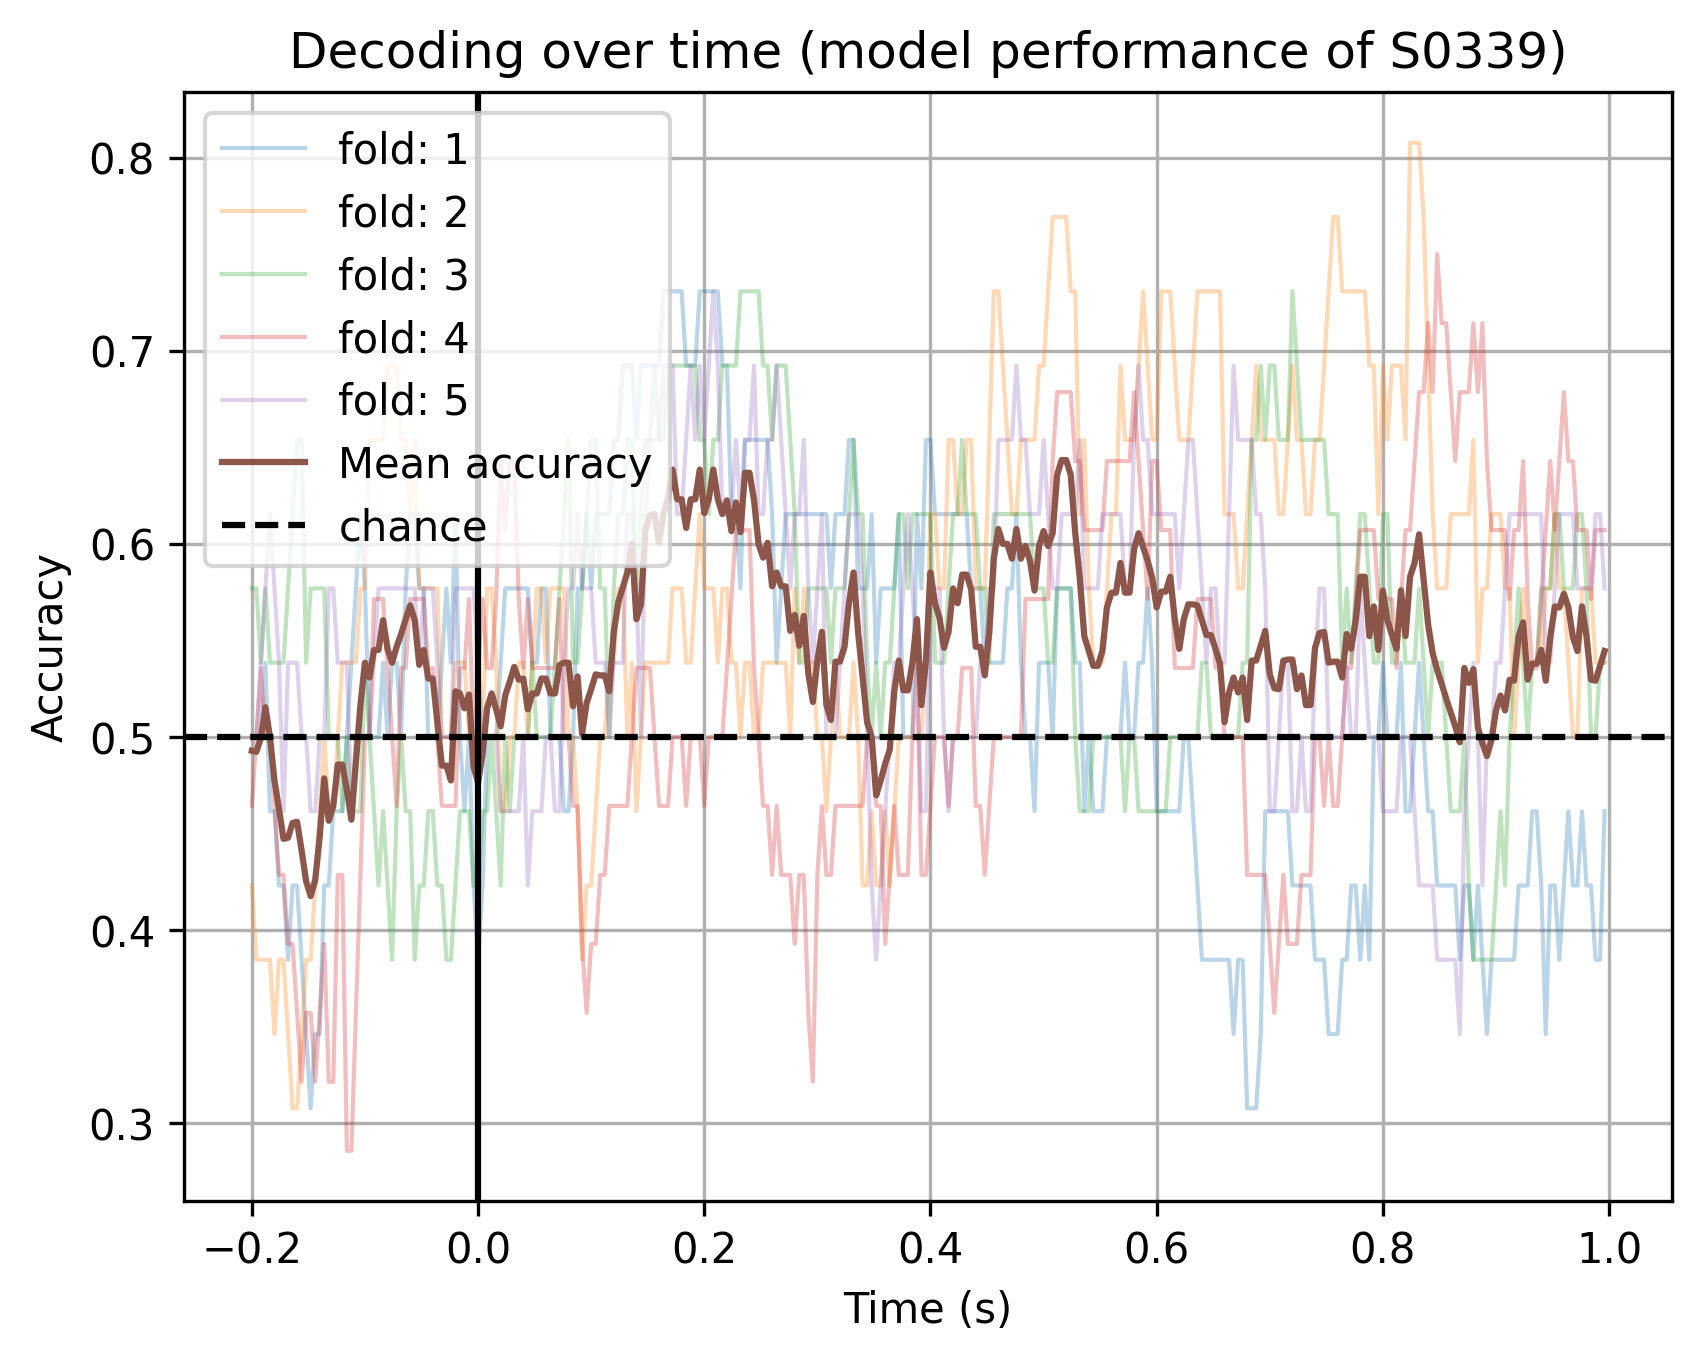 Decoding over time (model performance of S0339)
fold: 1
fold: 2
fold: 3
fold: 4
fold: 5
Mean accuracy
chance
Accuracy
0.8
0.7
0.6
0.5
0.4
0.3
−0.2 0.0 0.2 0.4 0.6 0.8 1.0
Time (s)